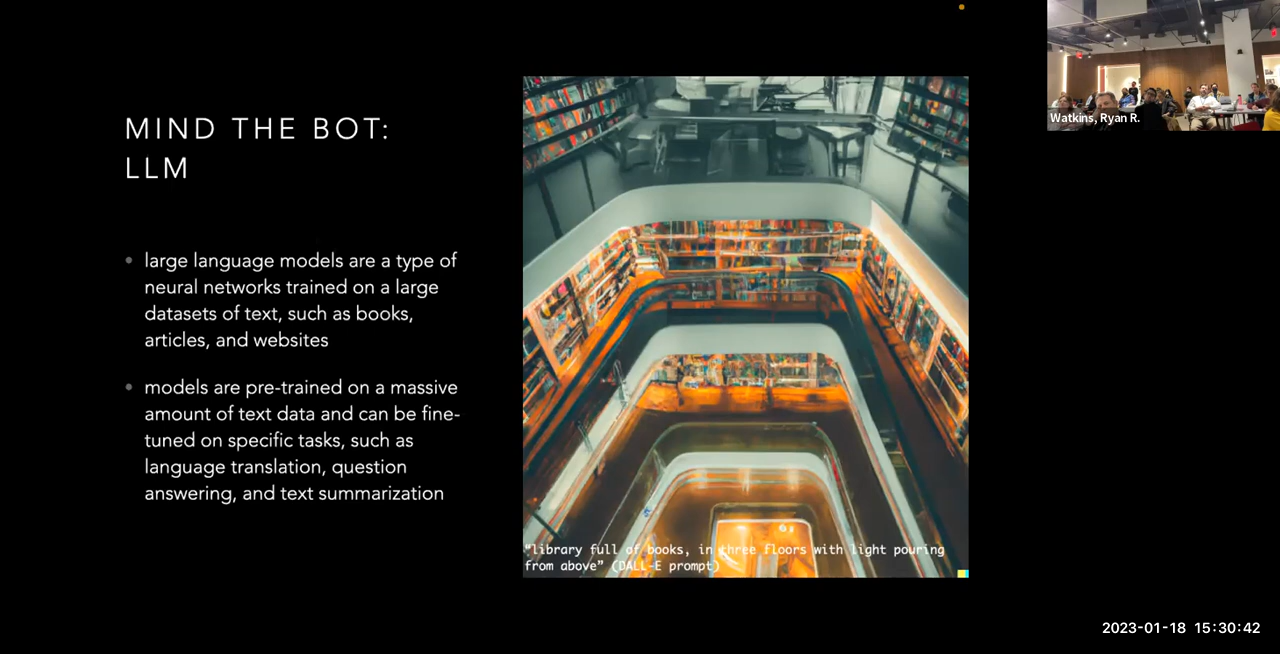 MIND THE BOT:
LLM
large language models are a type of
neural networks trained on a large
datasets of text, such as books,
articles, and websites
models are pre-trained on a massive
amount of text data and can be fine-
tuned on specific tasks, such as
language translation, question
answering, and text summarization
“library full of books, in three floors with light pouring
from above” (DALL-E prompt)
Watkins, Ryan R.
2023-01-18 15:30:42